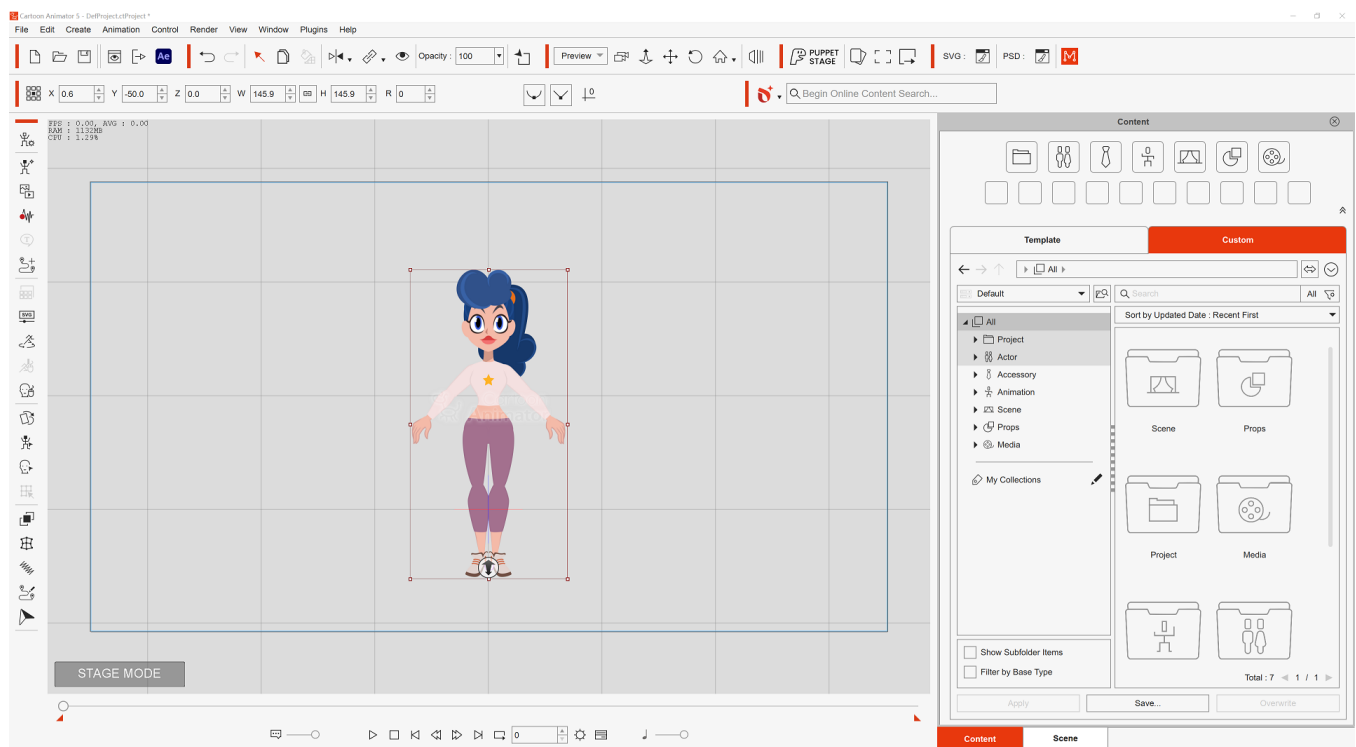 Cartoon Animator 5 - DefProject.ctProject *
File Edit Create Animation Control Render View Window Plugins Help
Ae Opacity : 100 Preview PUPPET STAGE SVG : PSD :
X 0.6 Y -50.0 Z 0.0 W 145.9 H 145.9 R 0 0 Begin Online Content Search...
FPS : 0.00, AVG : 0.00
RAM : 1132MB
CPU : 1.29%
SVG
Animator
STAGE MODE
0
Content
Template Custom
All
Default Search All
Sort by Updated Date : Recent First
All
Project
Actor
Accessory
Animation
Scene
Props
Media
My Collections
Scene Props
Project Media
Show Subfolder Items
Filter by Base Type
Total : 7 1 / 1
Apply Save... Overwrite
Content Scene